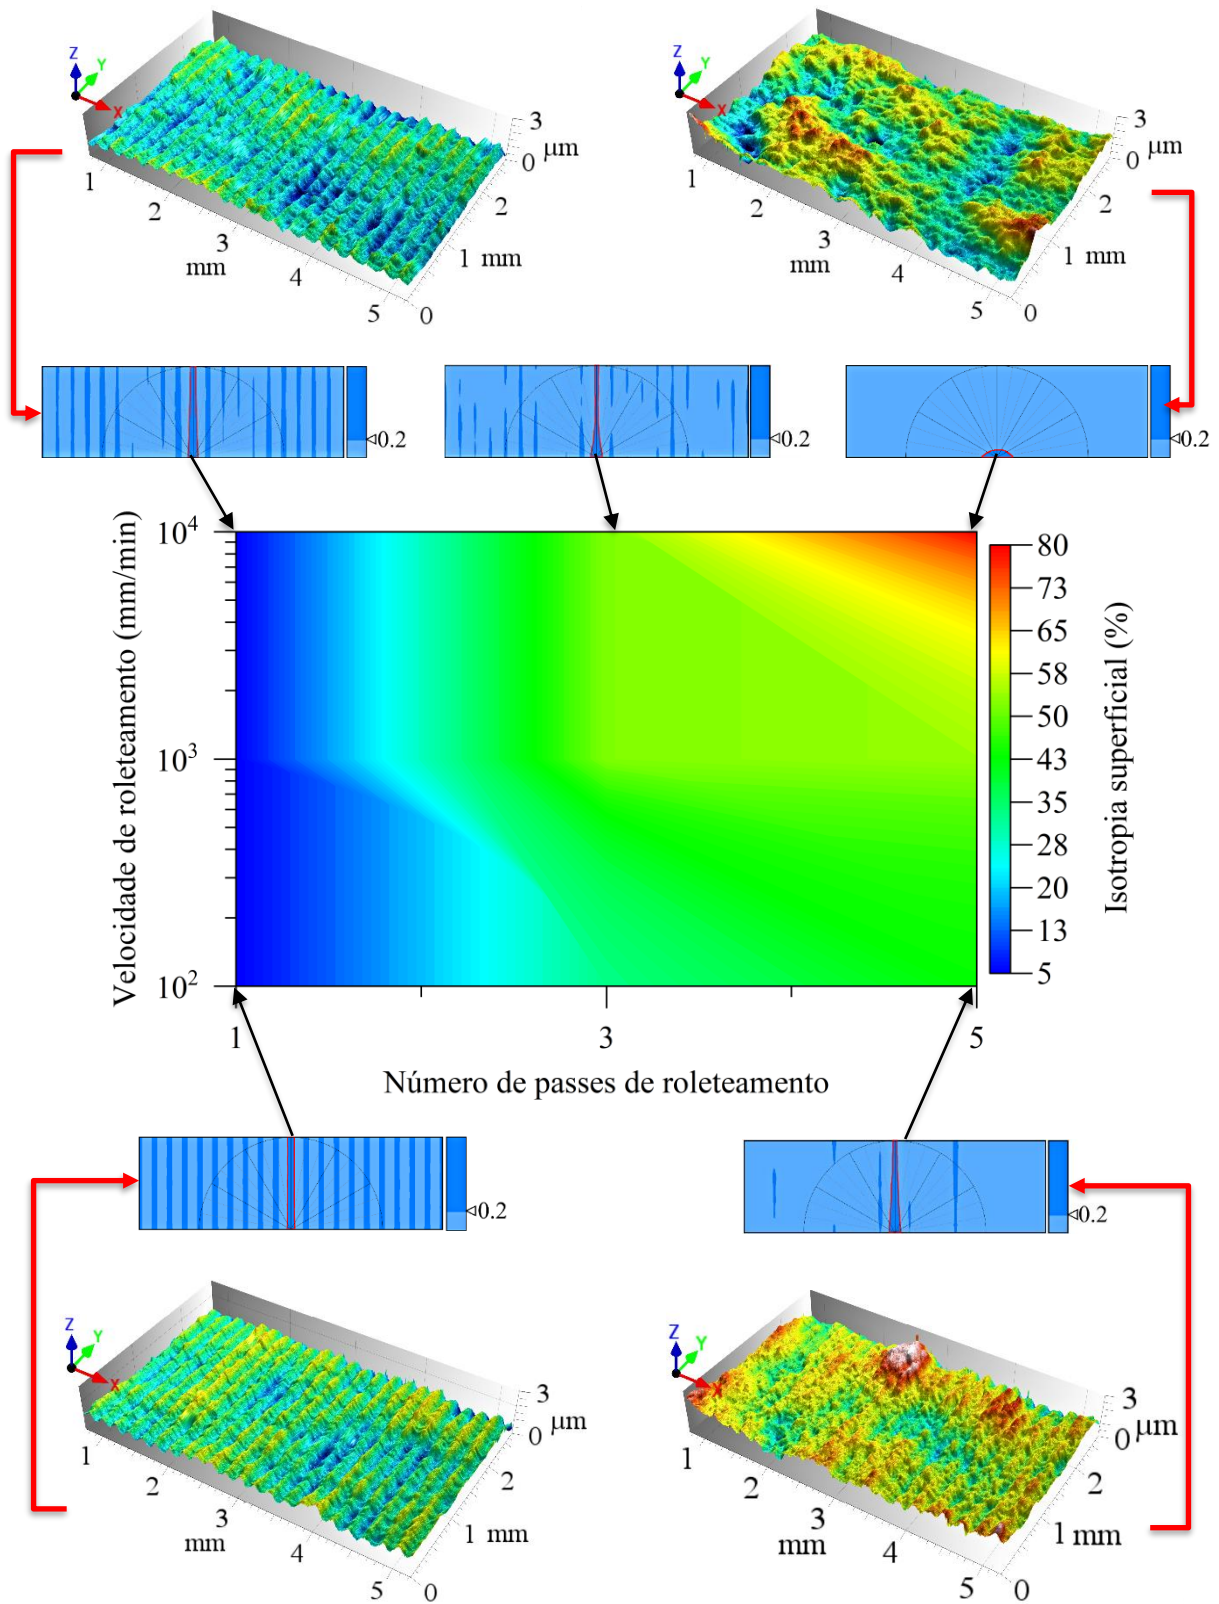 Z
Y
X
3
0 μm
1
2
3
mm
4
5
2
1 mm
0
Z
Y
X
3
0 μm
1
2
3
mm
4
5
2
1 mm
0
◁0.2
◁0.2
◁0.2
Velocidade de roleteamento (mm/min)
10⁴
10³
10²
1
3
5
Número de passes de roleteamento
80
73
65
58
50
43
35
28
20
13
5
Isotropia superficial (%)
◁0.2
◁0.2
Z
Y
X
3
0 μm
1
2
3
mm
4
5
2
1 mm
0
Z
Y
X
3
0 μm
1
2
3
mm
4
5
2
1 mm
0